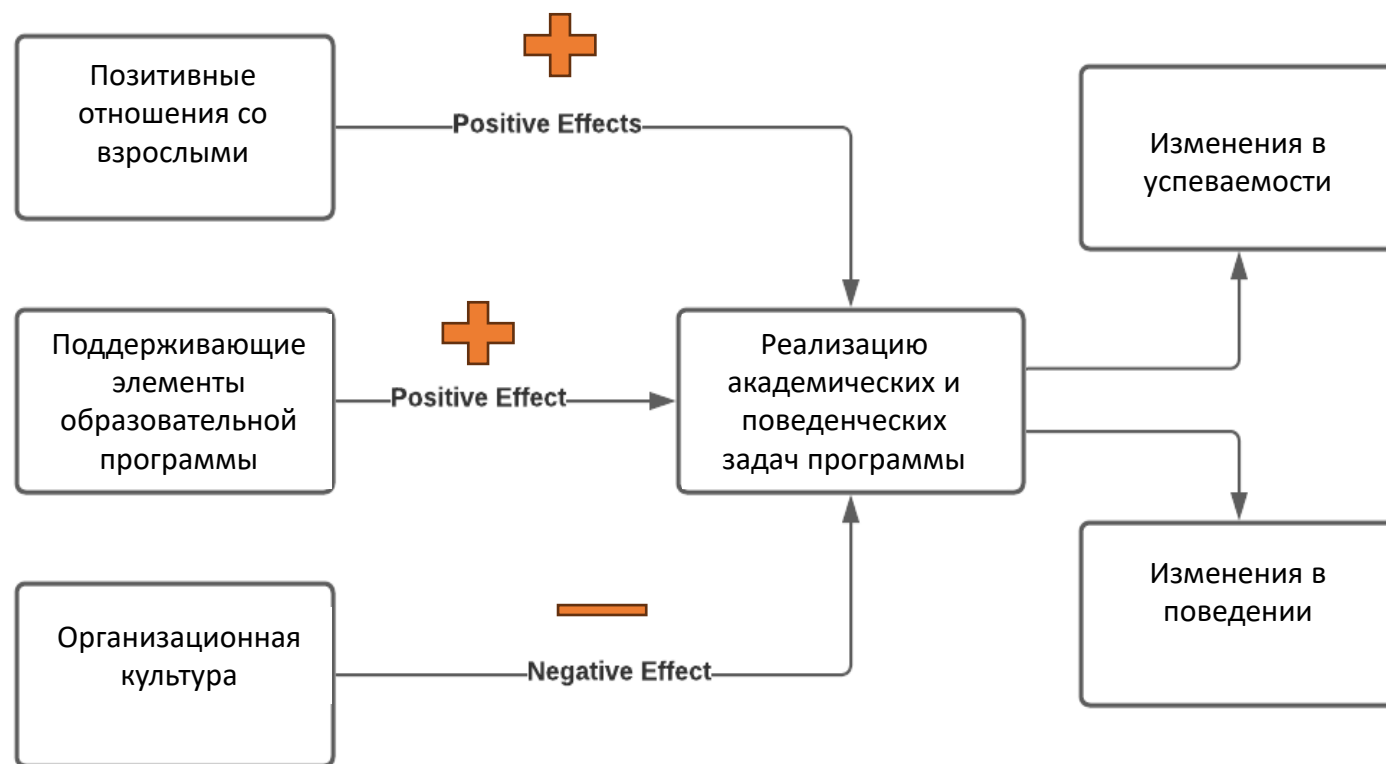 Позитивные
отношения со
взрослыми
Positive Effects
Изменения в
успеваемости
Поддерживающие
элементы
образовательной
программы
Positive Effect
Реализацию
академических и
поведенческих
задач программы
Организационная
культура
Negative Effect
Изменения в
поведении